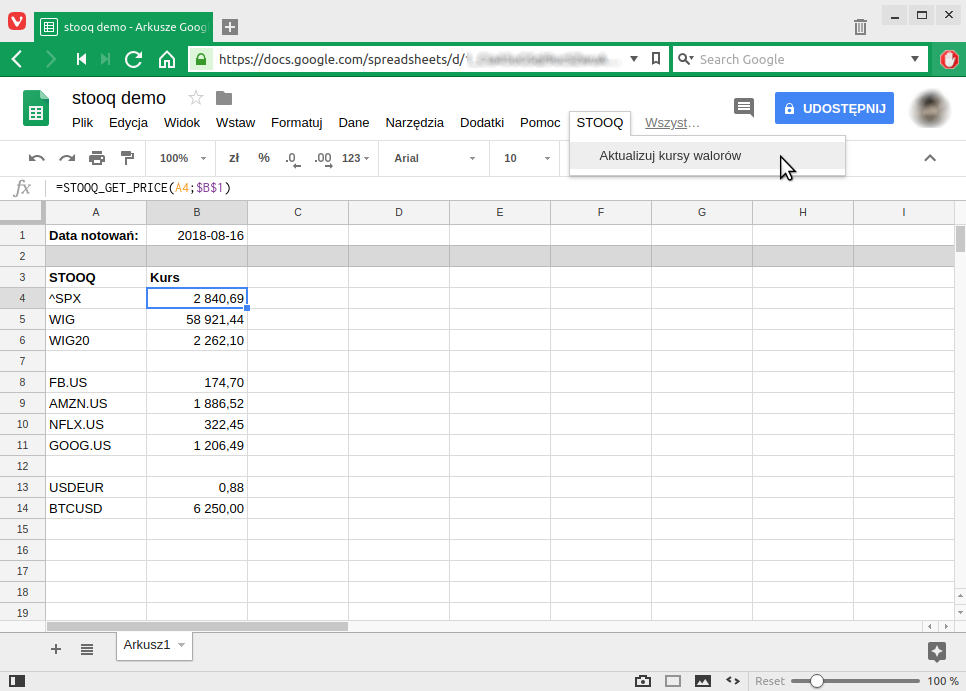 stooq demo - Arkusze Goog
https://docs.google.com/spreadsheets/d/
Search Google
stooq demo
Plik Edycja Widok Wstaw Formatuj Dane Narzędzia Dodatki Pomoc STOOQ Wszyst…
UDOSTĘPNIJ
Aktualizuj kursy walorów
100% zł % .0 .00 123 Arial 10
fx =STOOQ_GET_PRICE(A4;$B$1)
A B C D E F G H I
1 Data notowań: 2018-08-16
2
3 STOOQ Kurs
4 ^SPX 2 840,69
5 WIG 58 921,44
6 WIG20 2 262,10
7
8 FB.US 174,70
9 AMZN.US 1 886,52
10 NFLX.US 322,45
11 GOOG.US 1 206,49
12
13 USDEUR 0,88
14 BTCUSD 6 250,00
15
16
17
18
19
Arkusz1
Reset 100 %